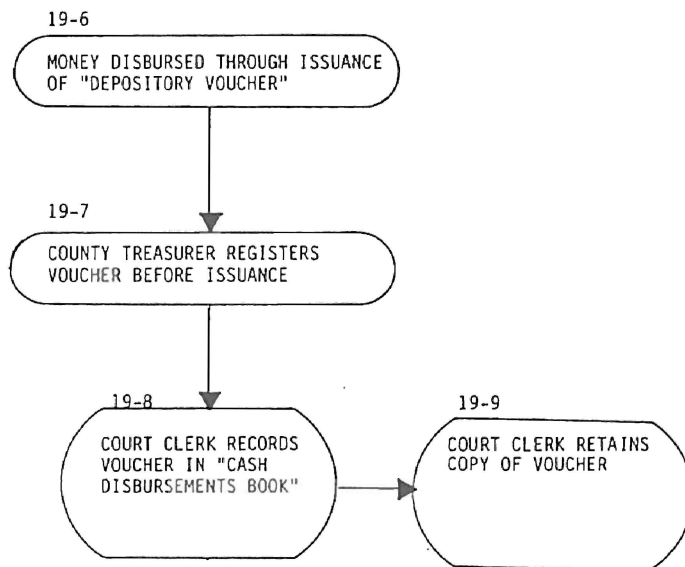 19-6
MONEY DISBURSED THROUGH ISSUANCE
OF "DEPOSITORY VOUCHER"
19-7
COUNTY TREASURER REGISTERS
VOUCHER BEFORE ISSUANCE
19-8
COURT CLERK RECORDS
VOUCHER IN "CASH
DISBURSEMENTS BOOK"
19-9
COURT CLERK RETAINS
COPY OF VOUCHER